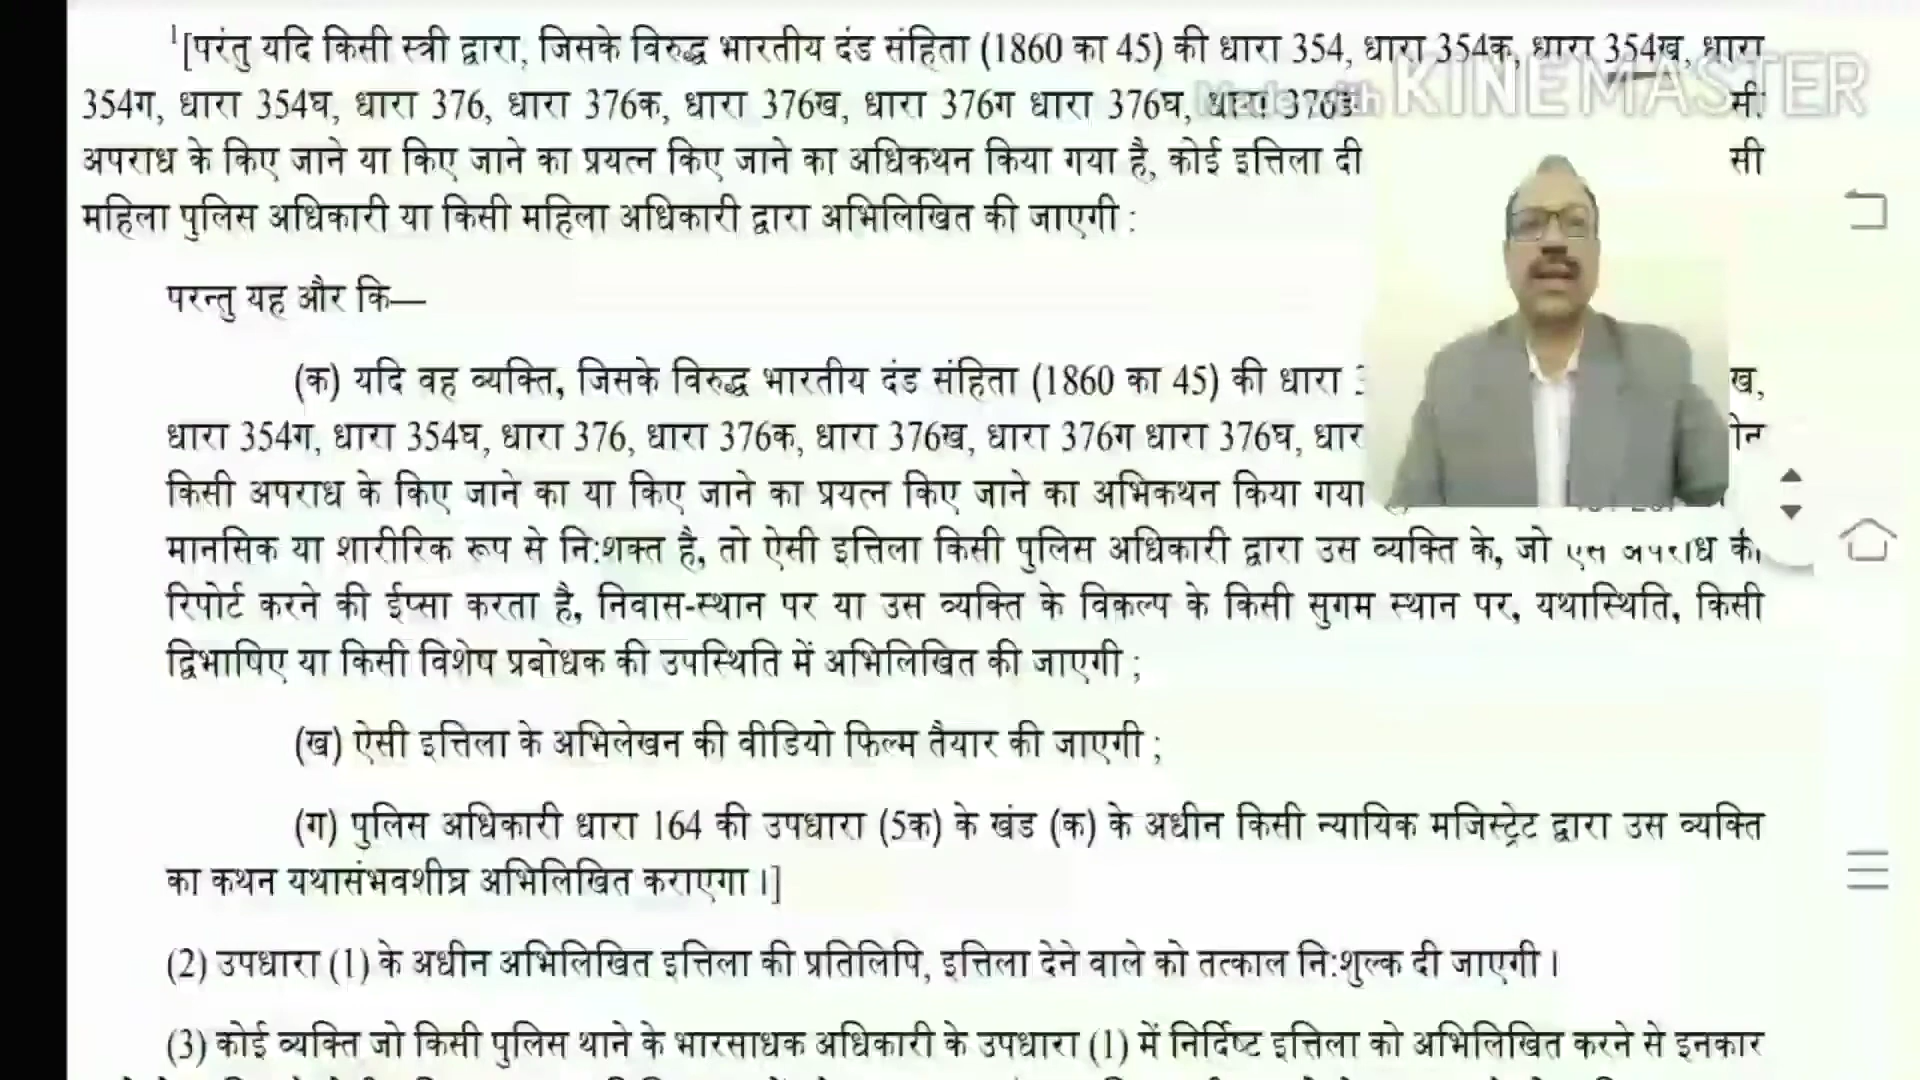 ¹[परंतु यदि किसी स्त्री द्वारा, जिसके विरुद्ध भारतीय दंड संहिता (1860 का 45) की धारा 354, धारा 354क, धारा 354ख, धारा
Made with KINEMASTER
354ग, धारा 354घ, धारा 376, धारा 376क, धारा 376ख, धारा 376ग धारा 376घ, धारा
अपराध के किए जाने या किए जाने का प्रयत्न किए जाने का अधिकथन किया गया है, कोई इत्तिला दी सी
महिला पुलिस अधिकारी या किसी महिला अधिकारी द्वारा अभिलिखित की जाएगी :
परन्तु यह और कि—
(क) यदि वह व्यक्ति, जिसके विरुद्ध भारतीय दंड संहिता (1860 का 45) की धारा ख,
धारा 354ग, धारा 354घ, धारा 376, धारा 376क, धारा 376ख, धारा 376ग धारा 376घ,
किसी अपराध के किए जाने का या किए जाने का प्रयत्न किए जाने का अभिकथन किया गया
मानसिक या शारीरिक रूप से नि:शक्त है, तो ऐसी इत्तिला किसी पुलिस अधिकारी द्वारा उस व्यक्ति के, जो एसे अपराध की
रिपोर्ट करने की ईप्सा करता है, निवास-स्थान पर या उस व्यक्ति के विकल्प के किसी सुगम स्थान पर, यथास्थिति, किसी
द्विभाषिए या किसी विशेष प्रबोधक की उपस्थिति में अभिलिखित की जाएगी ;
(ख) ऐसी इत्तिला के अभिलेखन की वीडियो फिल्म तैयार की जाएगी ;
(ग) पुलिस अधिकारी धारा 164 की उपधारा (5क) के खंड (क) के अधीन किसी न्यायिक मजिस्ट्रेट द्वारा उस व्यक्ति
का कथन यथासंभवशीघ्र अभिलिखित कराएगा ।]
(2) उपधारा (1) के अधीन अभिलिखित इत्तिला की प्रतिलिपि, इत्तिला देने वाले को तत्काल नि:शुल्क दी जाएगी ।
(3) कोई व्यक्ति जो किसी पुलिस थाने के भारसाधक अधिकारी के उपधारा (1) में निर्दिष्ट इत्तिला को अभिलिखित करने से इनकार